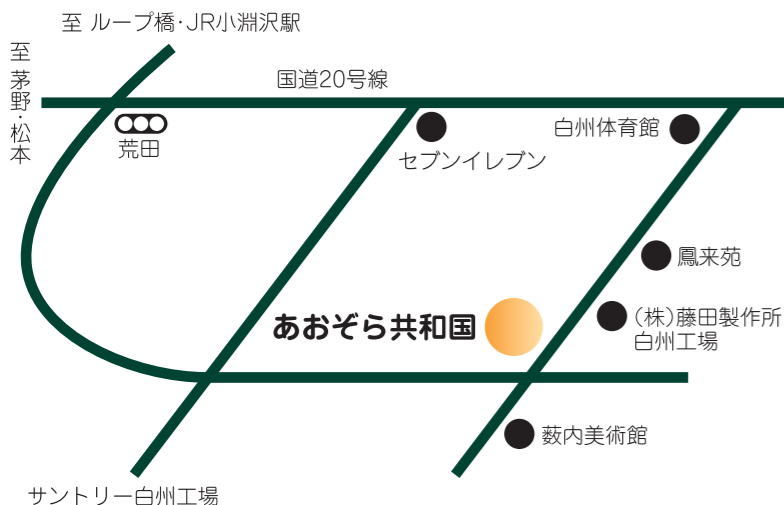 至 ループ橋･JR小淵沢駅
至 茅野･松本
国道20号線
荒田
セブンイレブン
白州体育館
鳳来苑
(株)藤田製作所
白州工場
あおぞら共和国
薮内美術館
サントリー白州工場